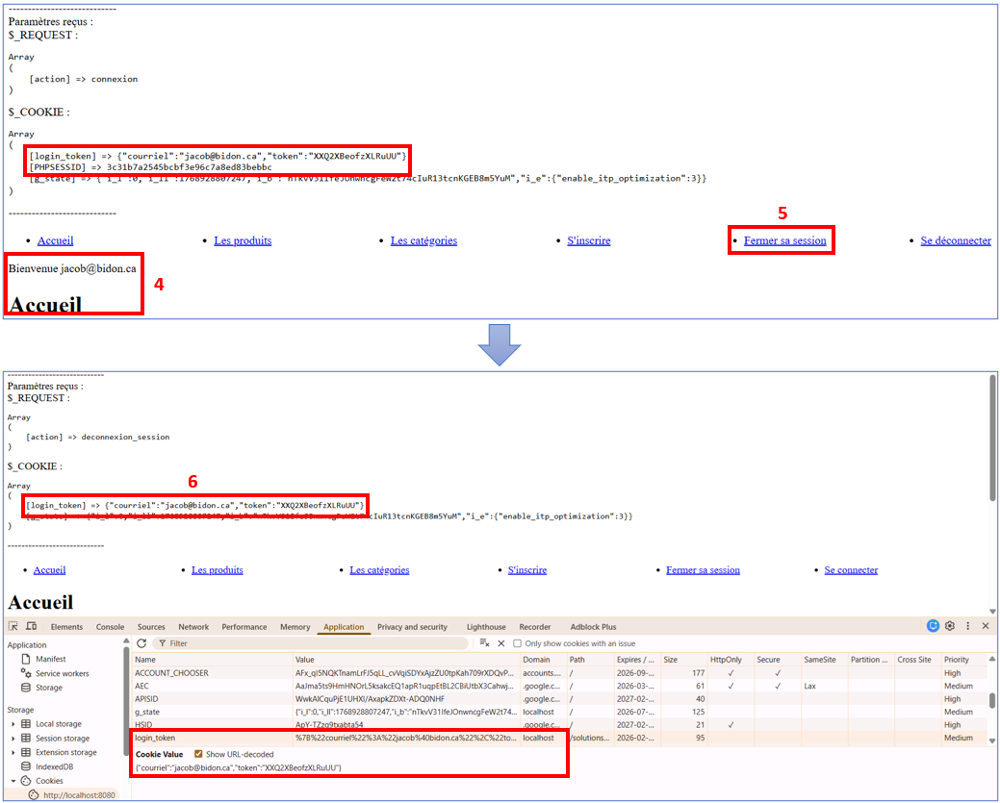 ----------------------------
Paramètres reçus :
$_REQUEST :
Array
(
[action] => connexion
)
$_COOKIE :
Array
(
[login_token] => {"courriel":"jacob@bidon.ca","token":"XXQ2XBeofzXLRuUU"}
[PHPSESSID] => 3c31b7a2545bcbf3e96c7a8ed83bebbc
[g_state] => {"i_l":0,"i_ll":1768928807247,"i_b":"nTkvV31IfeJOnwncgFeW2t74cIuR13tcnKGEB8m5YuM","i_e":{"enable_itp_optimization":3}}
)
----------------------------
5
• Accueil • Les produits • Les catégories • S'inscrire • Fermer sa session • Se déconnecter
Bienvenue jacob@bidon.ca
4
Accueil
----------------------------
Paramètres reçus :
$_REQUEST :
Array
(
[action] => deconnexion_session
)
$_COOKIE :
6
Array
(
[login_token] => {"courriel":"jacob@bidon.ca","token":"XXQ2XBeofzXLRuUU"}
","i_e":{"enable_itp_optimization":3}}
)
----------------------------
• Accueil • Les produits • Les catégories • S'inscrire • Fermer sa session • Se connecter
Accueil
Elements Console Sources Network Performance Memory Application Privacy and security Lighthouse Recorder Adblock Plus
Application
Manifest
Service workers
Storage
Storage
Local storage
Session storage
Extension storage
IndexedDB
Cookies
http://localhost:8080
Filter Only show cookies with an issue
Name Value Domain Path Expires / ... Size HttpOnly Secure SameSite Partition ... Cross Site Priority
ACCOUNT_CHOOSER AFx_qI5NQKTnamLrFJ5qLL_cvVqiSDYxAjzZU0tpKah709rXDQvP... accounts.... / 2026-09-... 177 ✓ ✓ High
AEC AaJma5ts9HmHNOrL5ksakcEQ1apR1uqpEtBL2CBiUtbX3Cahwj... .google.c... / 2026-03-... 61 ✓ ✓ Lax Medium
APISID WwkAlCquPjE1UHXI/AxapkZDXt-ADQ0NHF .google.c... / 2027-02-... 40 High
g_state {"i_l":0,"i_ll":1768928807247,"i_b":"nTkvV31IfeJOnwncgFeW2t74... localhost / 2026-07-... 125 Medium
HSID ApY-TZzg9txabta54 .google.c... / 2027-02-... 21 ✓ High
login_token %7B%22courriel%22%3A%22jacob%40bidon.ca%22%2C%22to... localhost /solutions... 2026-02-... 95 Medium
Cookie Value Show URL-decoded
{"courriel":"jacob@bidon.ca","token":"XXQ2XBeofzXLRuUU"}